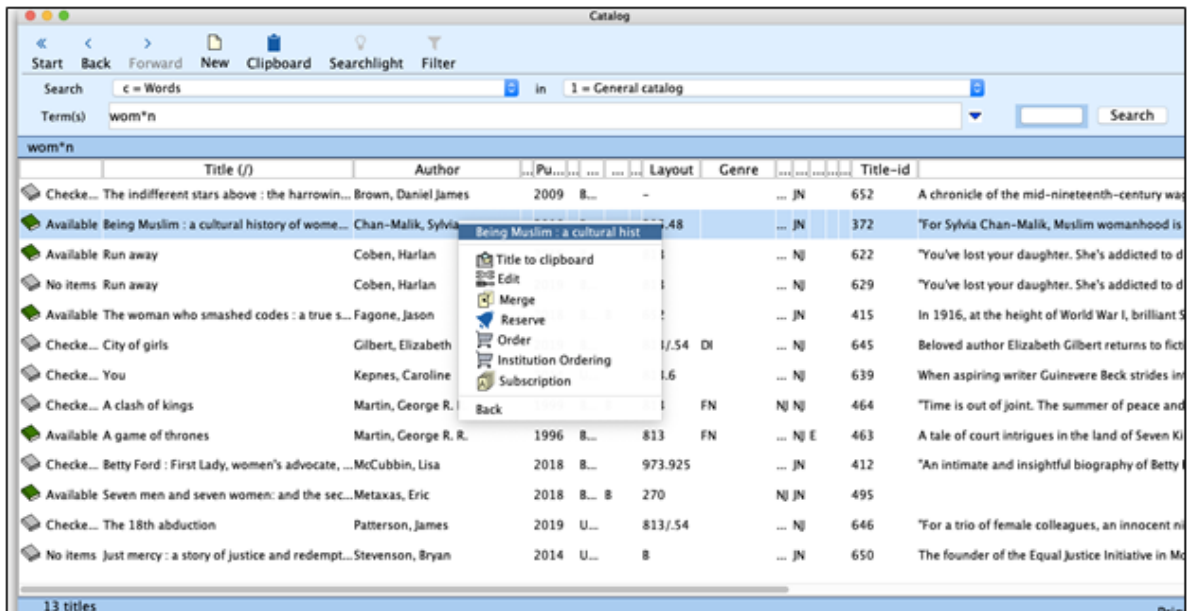 Catalog
Start Back Forward New Clipboard Searchlight Filter
Search c = Words in 1 = General catalog
Term(s) wom*n Search
wom*n
Title (/) Author ... Pu... ... ... ... ... Layout Genre ... ... ... ... Title-id
Checke... The indifferent stars above : the harrowin... Brown, Daniel James 2009 B... - ... JN 652 A chronicle of the mid-nineteenth-century wag
Available Being Muslim : a cultural history of wome... Chan-Malik, Sylvia .48 ... JN 372 "For Sylvia Chan-Malik, Muslim womanhood is
Being Muslim : a cultural hist
Available Run away Coben, Harlan ... NJ 622 "You've lost your daughter. She's addicted to d
Title to clipboard
No items Run away Coben, Harlan ... NJ 629 "You've lost your daughter. She's addicted to d
Edit
Merge
Available The woman who smashed codes : a true s... Fagone, Jason ... JN 415 In 1916, at the height of World War I, brilliant S
Reserve
Checke... City of girls Gilbert, Elizabeth /.54 DI ... NJ 645 Beloved author Elizabeth Gilbert returns to ficti
Order
Institution Ordering
Checke... You Kepnes, Caroline .6 ... NJ 639 When aspiring writer Guinevere Beck strides int
Subscription
Checke... A clash of kings Martin, George R. FN NJ NJ 464 "Time is out of joint. The summer of peace and
Back
Available A game of thrones Martin, George R. R. 1996 B... 813 FN ... NJ E 463 A tale of court intrigues in the land of Seven Ki
Checke... Betty Ford : First Lady, women's advocate, ... McCubbin, Lisa 2018 B... 973.925 ... JN 412 "An intimate and insightful biography of Betty
Available Seven men and seven women: and the sec... Metaxas, Eric 2018 B... B 270 NJ JN 495
Checke... The 18th abduction Patterson, James 2019 U... 813/.54 ... NJ 646 "For a trio of female colleagues, an innocent ni
No items Just mercy : a story of justice and redempt... Stevenson, Bryan 2014 U... B ... JN 650 The founder of the Equal Justice Initiative in Mo
13 titles